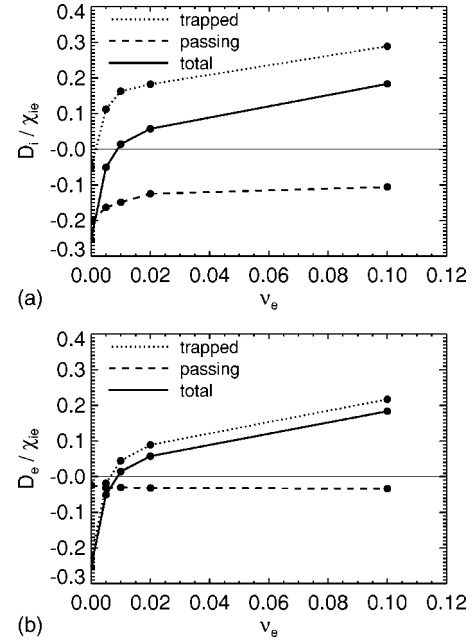 0.4
trapped
0.3
passing
total
0.2
0.1
-0.0
-0.1
-0.2
-0.3
D_i / χ_ie
0.00 0.02 0.04 0.06 0.08 0.10 0.12
(a)
ν_e
0.4
trapped
0.3
passing
total
0.2
0.1
-0.0
-0.1
-0.2
-0.3
D_e / χ_ie
0.00 0.02 0.04 0.06 0.08 0.10 0.12
(b)
ν_e